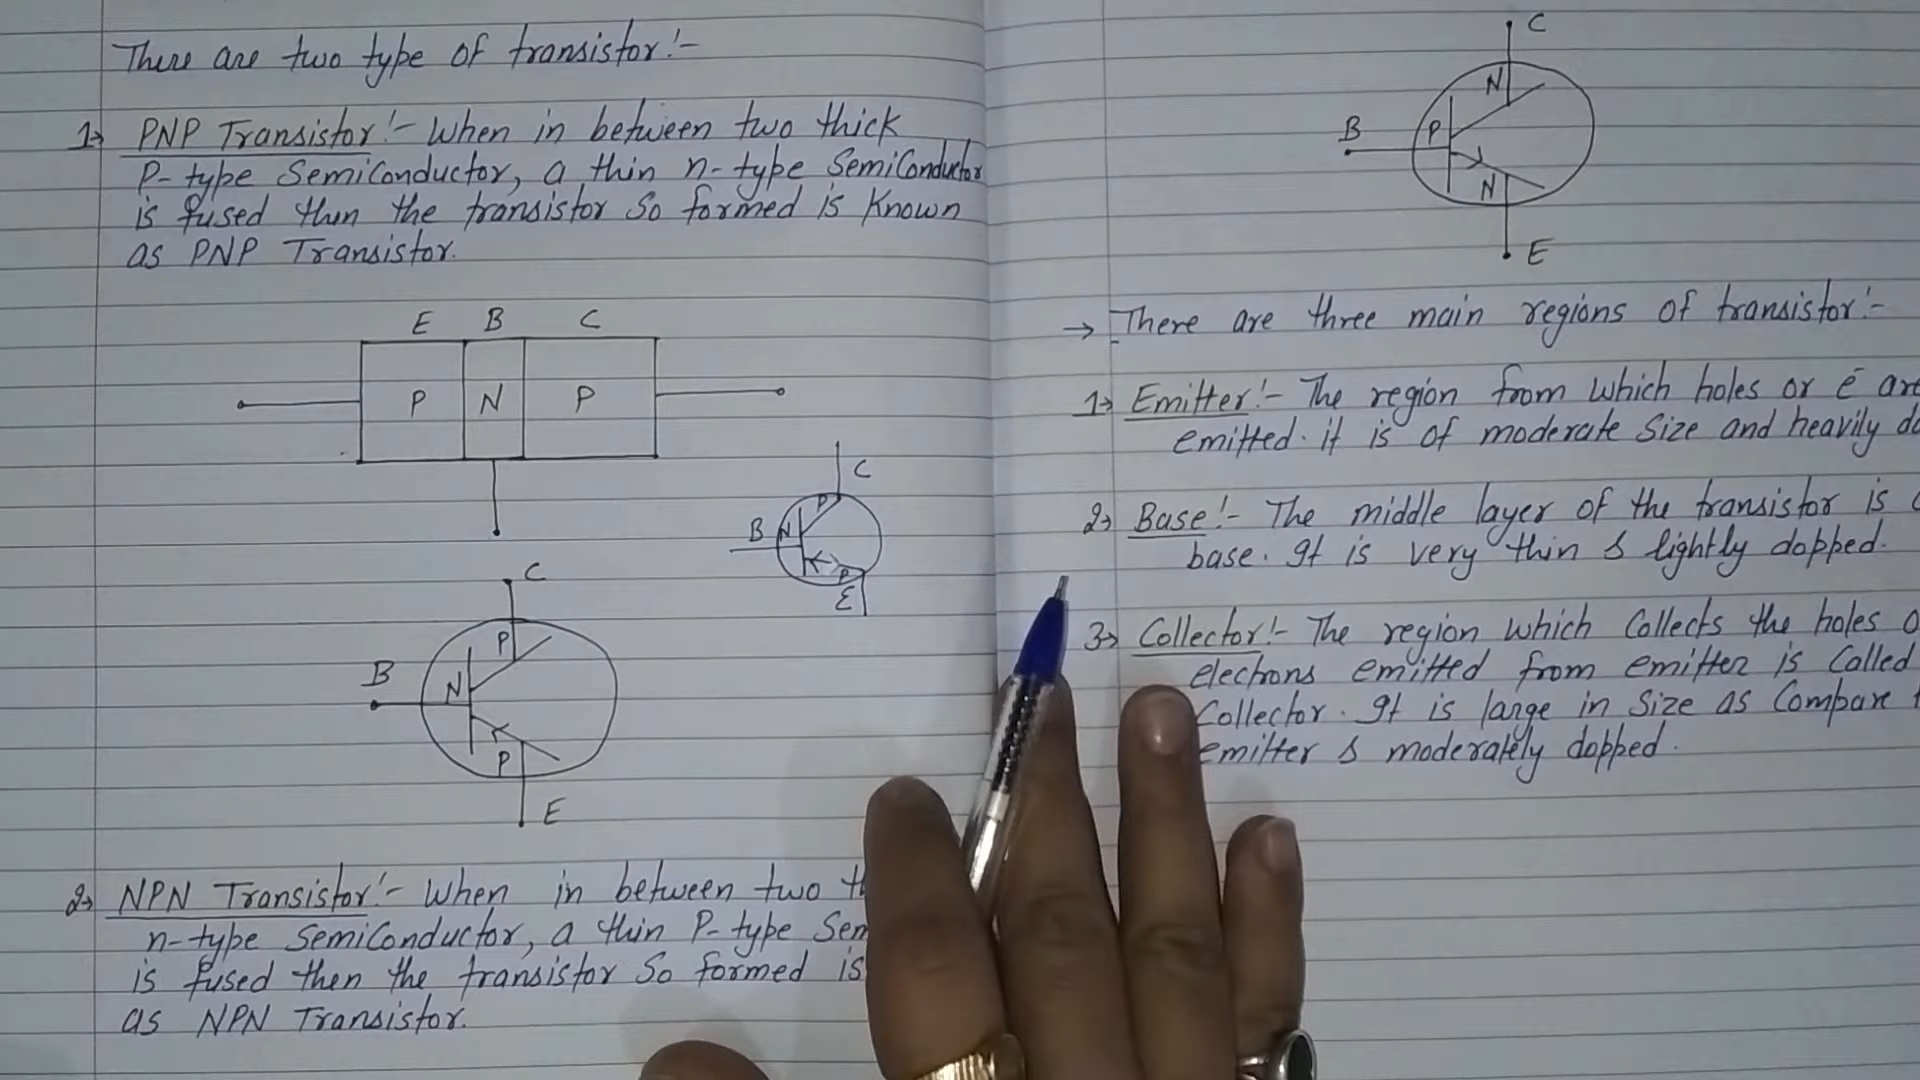 There are two type of transistor:-
1→ PNP Transistor:- When in between two thick
P-type SemiConductor, a thin n-type SemiConductor
is fused thun the transistor So formed is Known
as PNP Transistor.
E B C
P N P
C
P
B N
P
E
C
P
B N
P
E
2→ NPN Transistor:- When in between two
n-type SemiConductor, a thin P-type Sem
is fused then the transistor So formed is
as NPN Transistor.
C
N
B P
N
E
→ There are three main regions of transistor:-
1→ Emitter:- The region from which holes or e⁻ are
emitted. it is of moderate Size and heavily do
2→ Base:- The middle layer of the transistor is
base. It is very thin & lightly dopped.
3→ Collector:- The region which Collects the holes o
electrons emitted from emitter is Called
Collector. It is large in Size as Compare
emitter & moderately dopped.